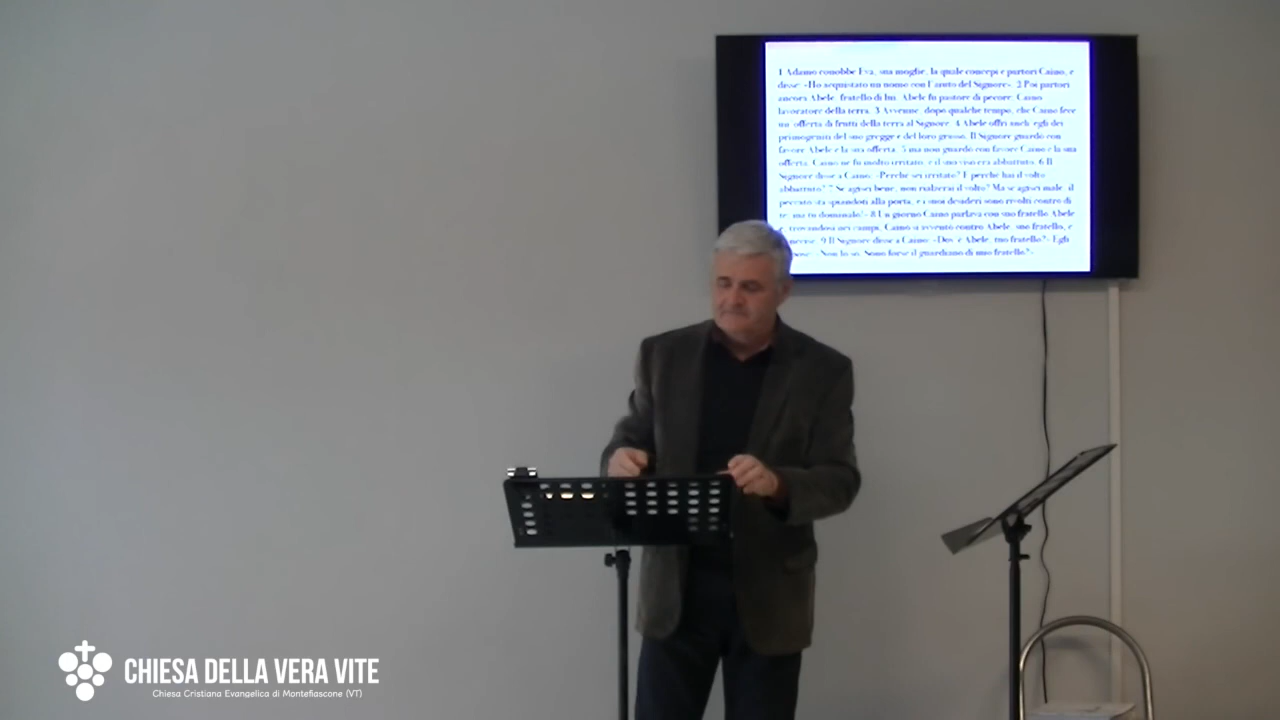 1 Adamo conobbe Eva, sua moglie, la quale concepì e partorì Caino, e
disse: «Ho acquistato un uomo con l'aiuto del Signore». 2 Poi partorì
ancora Abele, fratello di lui. Abele fu pastore di pecore; Caino
lavoratore della terra. 3 Avvenne, dopo qualche tempo, che Caino fece
un'offerta di frutti della terra al Signore. 4 Abele offrì anch'egli dei
primogeniti del suo gregge e del loro grasso. Il Signore guardò con
favore Abele e la sua offerta, 5 ma non guardò con favore Caino e la sua
offerta. Caino ne fu molto irritato, e il suo viso era abbattuto. 6 Il
Signore disse a Caino: «Perché sei irritato? E perché hai il volto
abbattuto? 7 Se agisci bene, non rialzerai il volto? Ma se agisci male, il
peccato sta spiandoti alla porta, e i suoi desideri sono rivolti contro di
te; ma tu dominalo!» 8 Un giorno Caino parlava con suo fratello Abele
e, trovandosi nei campi, Caino si avventò contro Abele, suo fratello, e
9 Il Signore disse a Caino: «Dov'è Abele, tuo fratello?» Egli
«Non lo so. Sono forse il guardiano di mio fratello?»
CHIESA DELLA VERA VITE
Chiesa Cristiana Evangelica di Montefiascone (VT)